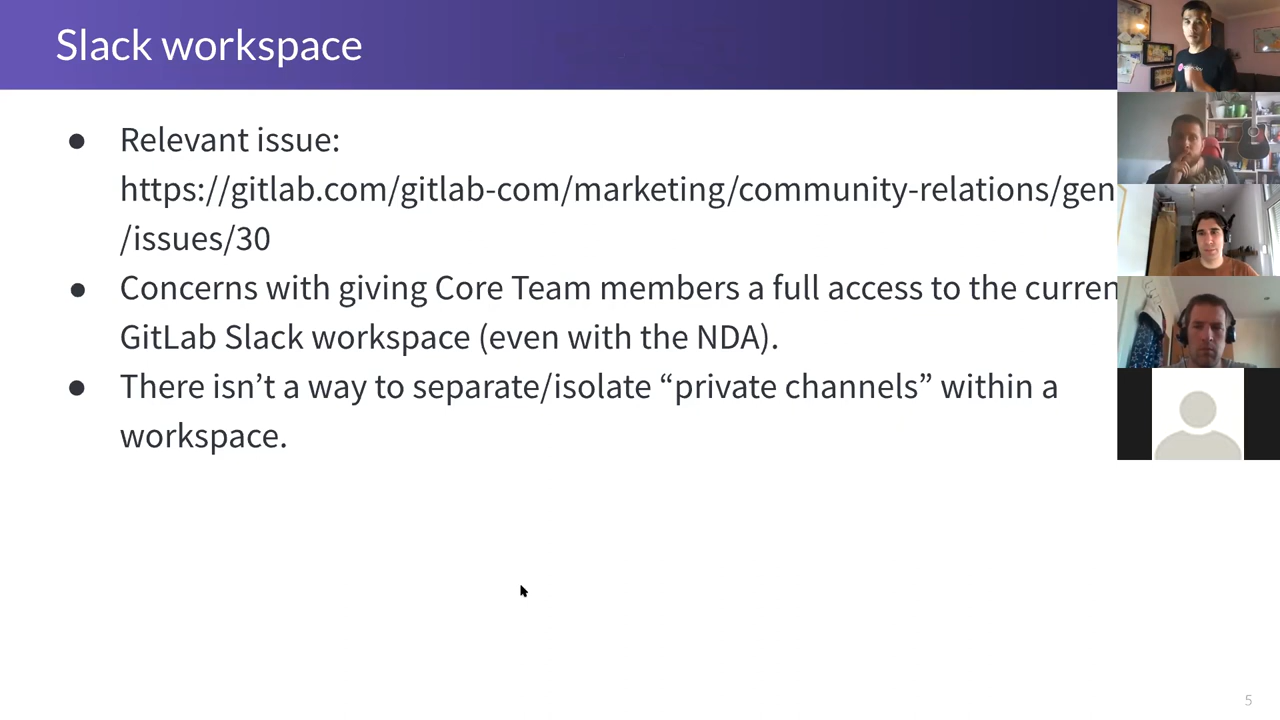 Slack workspace
● Relevant issue:
https://gitlab.com/gitlab-com/marketing/community-relations/gen
/issues/30
● Concerns with giving Core Team members a full access to the curren
GitLab Slack workspace (even with the NDA).
● There isn’t a way to separate/isolate “private channels” within a
workspace.
5